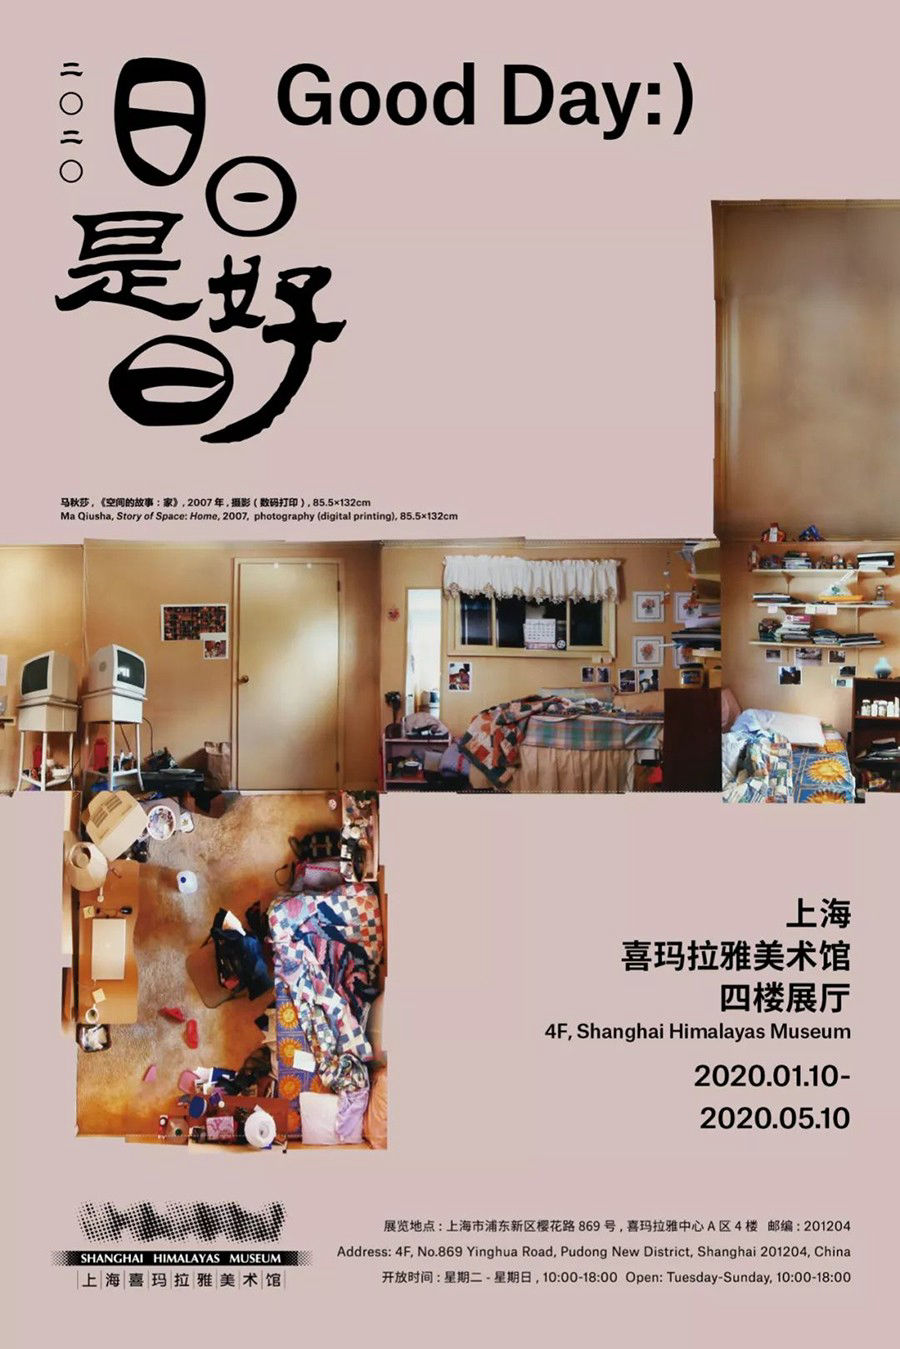 二〇二〇
日日是好日
Good Day:)
马秋莎,《空间的故事:家》, 2007 年, 摄影(数码打印), 85.5×132cm
Ma Qiusha, Story of Space: Home, 2007, photography (digital printing), 85.5×132cm
上海
喜玛拉雅美术馆
四楼展厅
4F, Shanghai Himalayas Museum
2020.01.10-
2020.05.10
SHANGHAI HIMALAYAS MUSEUM
上海喜玛拉雅美术馆
展览地点 : 上海市浦东新区樱花路 869 号 , 喜玛拉雅中心 A 区 4 楼 邮编 : 201204
Address: 4F, No.869 Yinghua Road, Pudong New District, Shanghai 201204, China
开放时间 : 星期二 - 星期日 , 10:00-18:00 Open: Tuesday-Sunday, 10:00-18:00